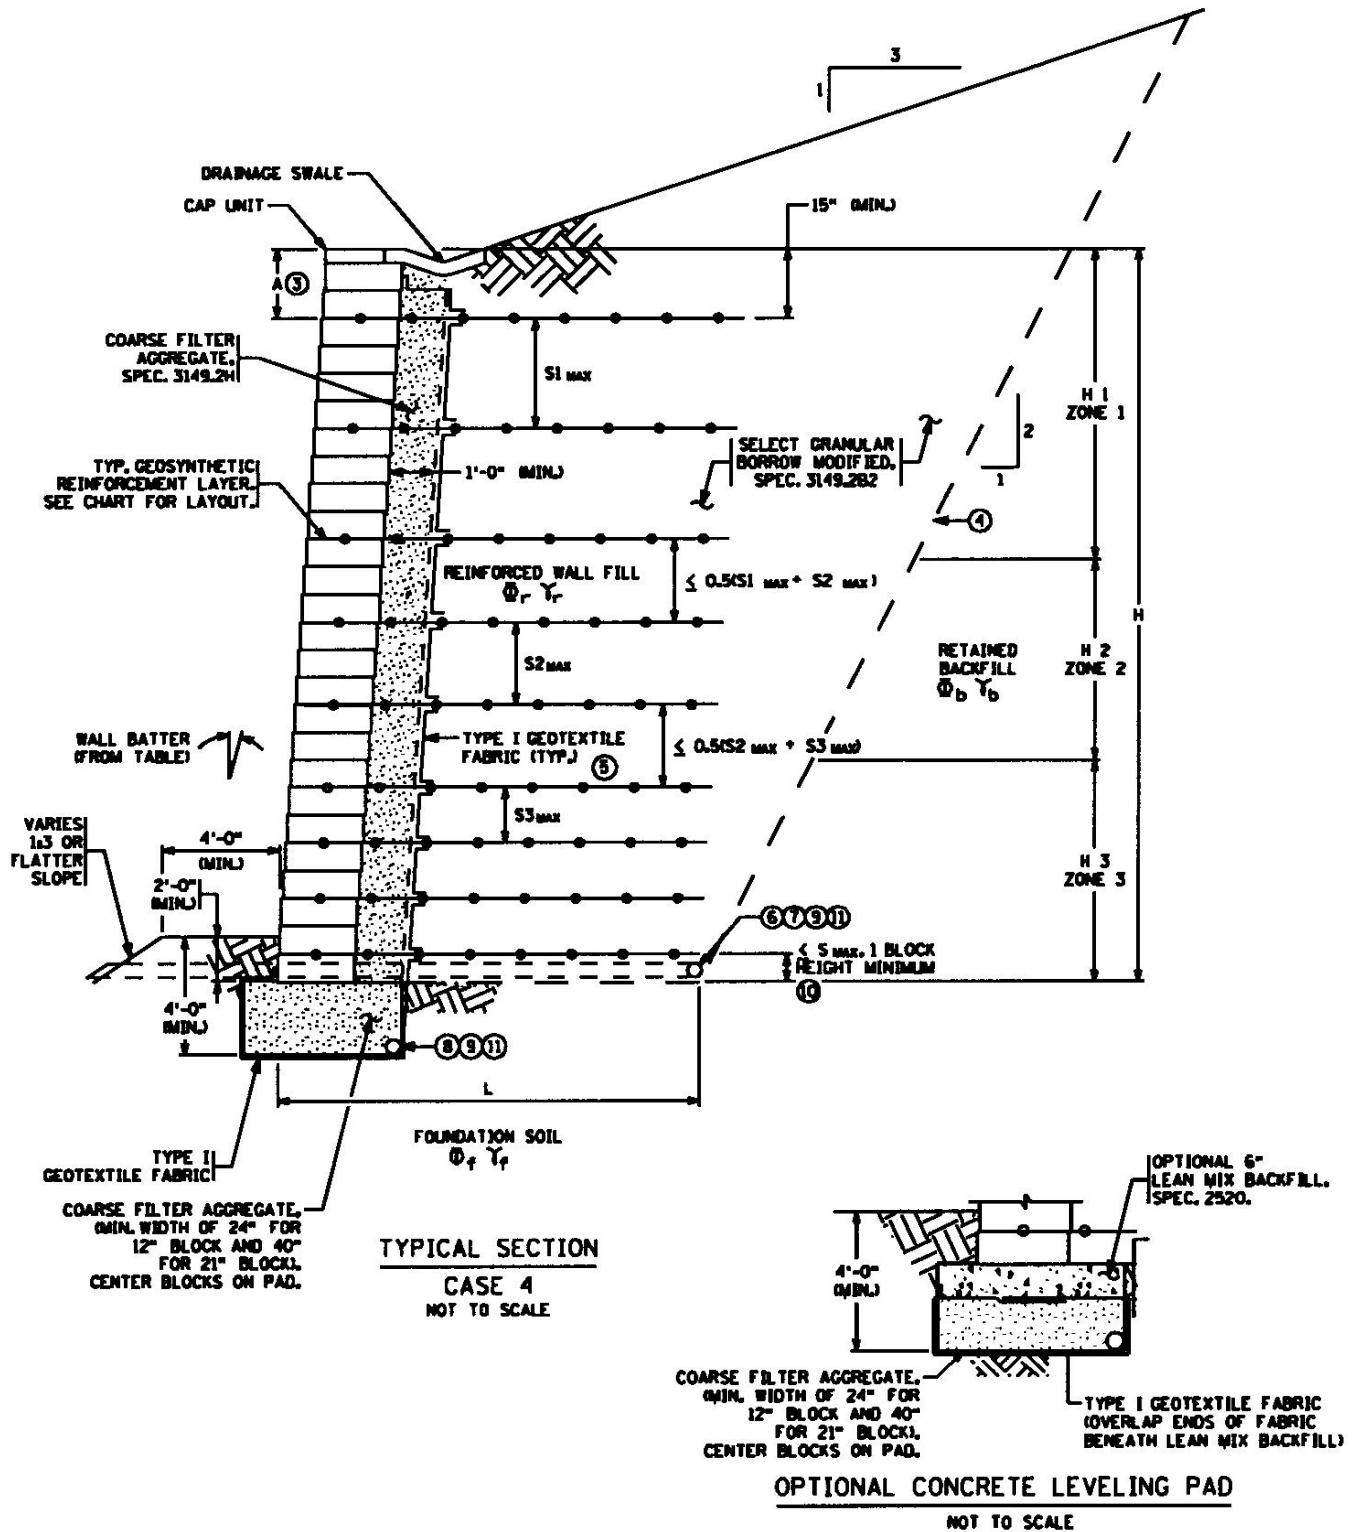 3
1
DRAINAGE SWALE
CAP UNIT
15" (MIN.)
A 3
COARSE FILTER
AGGREGATE.
SPEC. 3149.2H
S1 MAX
H 1
ZONE 1
2
1
SELECT GRANULAR
BORROW MODIFIED.
SPEC. 3149.2B2
TYP. GEOSYNTHETIC
REINFORCEMENT LAYER.
SEE CHART FOR LAYOUT.
1'-0" (MIN.)
4
REINFORCED WALL FILL
Φr γr
≤ 0.5(S1 MAX + S2 MAX)
H
S2 MAX
RETAINED
BACKFILL
Φb γb
H 2
ZONE 2
WALL BATTER
(FROM TABLE)
TYPE I GEOTEXTILE
FABRIC (TYP.) 5
≤ 0.5(S2 MAX + S3 MAX)
S3 MAX
VARIES
1:3 OR
FLATTER
SLOPE
4'-0"
(MIN.)
2'-0"
(MIN.)
H 3
ZONE 3
6 7 9 11
< S MAX. 1 BLOCK
HEIGHT MINIMUM
10
4'-0"
(MIN.)
8 9 11
L
FOUNDATION SOIL
Φf γf
TYPE I
GEOTEXTILE FABRIC
COARSE FILTER AGGREGATE.
(MIN. WIDTH OF 24" FOR
12" BLOCK AND 40"
FOR 21" BLOCK).
CENTER BLOCKS ON PAD.
TYPICAL SECTION
CASE 4
NOT TO SCALE
OPTIONAL 6"
LEAN MIX BACKFILL.
SPEC. 2520.
4'-0"
(MIN.)
COARSE FILTER AGGREGATE.
(MIN. WIDTH OF 24" FOR
12" BLOCK AND 40"
FOR 21" BLOCK).
CENTER BLOCKS ON PAD.
TYPE I GEOTEXTILE FABRIC
(OVERLAP ENDS OF FABRIC
BENEATH LEAN MIX BACKFILL)
OPTIONAL CONCRETE LEVELING PAD
NOT TO SCALE